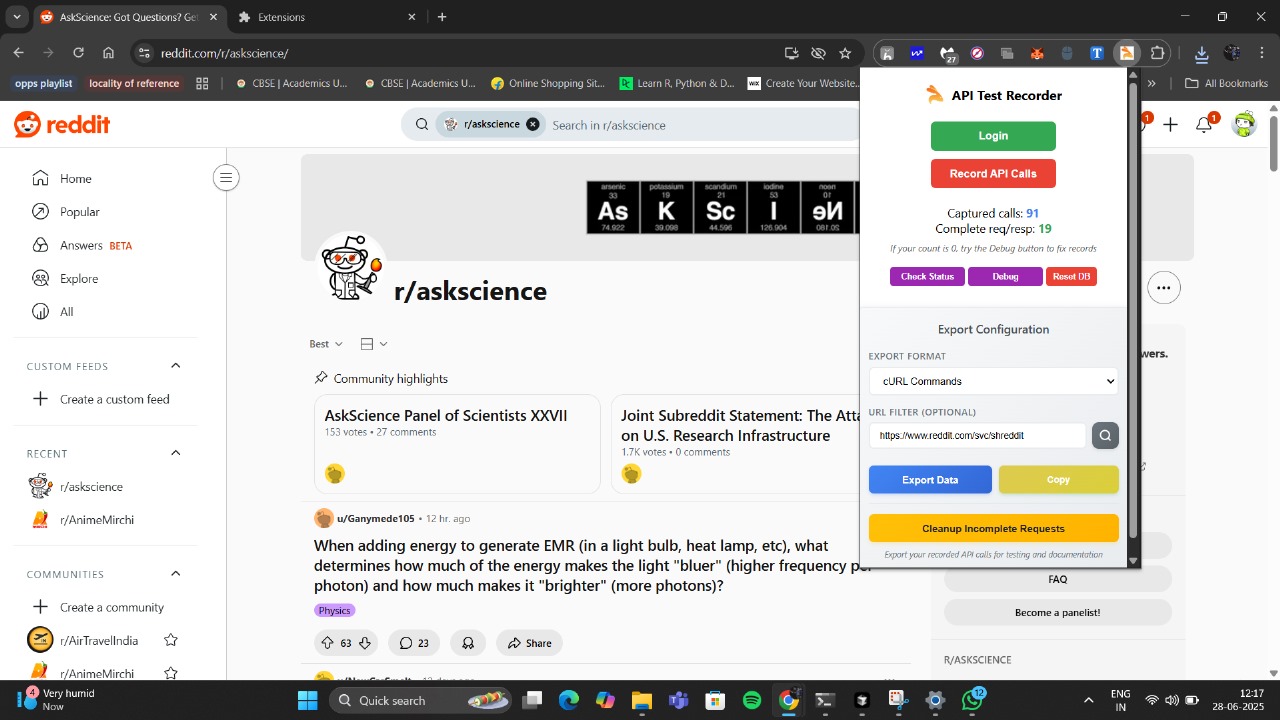 AskScience: Got Questions? Get
Extensions
reddit.com/r/askscience/
27
opps playlist
locality of reference
CBSE | Academics U...
CBSE | Academics U...
Online Shopping Sit...
Learn R, Python & D...
Create Your Website...
All Bookmarks
reddit
r/askscience
Search in r/askscience
1
1
Home
Popular
Answers BETA
Explore
All
CUSTOM FEEDS
Create a custom feed
RECENT
r/askscience
r/AnimeMirchi
COMMUNITIES
Create a community
r/AirTravelIndia
r/AnimeMirchi
arsenic
33
As
74.922
potassium
19
K
39.098
scandium
21
Sc
44.596
iodine
53
I
126.904
neon
10
Ne
20.180
r/askscience
Best
Community highlights
AskScience Panel of Scientists XXVII
153 votes • 27 comments
Joint Subreddit Statement: The Atta
on U.S. Research Infrastructure
1.7K votes • 0 comments
u/Ganymede105 • 12 hr. ago
When adding energy to generate EMR (in a light bulb, heat lamp, etc), what
determines how much of the energy makes the light "bluer" (higher frequency per
photon) and how much makes it "brighter" (more photons)?
Physics
63
23
Share
API Test Recorder
Login
Record API Calls
Captured calls: 91
Complete req/resp: 19
If your count is 0, try the Debug button to fix records
Check Status
Debug
Reset DB
Export Configuration
EXPORT FORMAT
cURL Commands
URL FILTER (OPTIONAL)
https://www.reddit.com/svc/shreddit
Export Data
Copy
Cleanup Incomplete Requests
Export your recorded API calls for testing and documentation
wers.
FAQ
Become a panelist!
R/ASKSCIENCE
4
Very humid
Now
Quick search
12
ENG
IN
12:17
28-06-2025